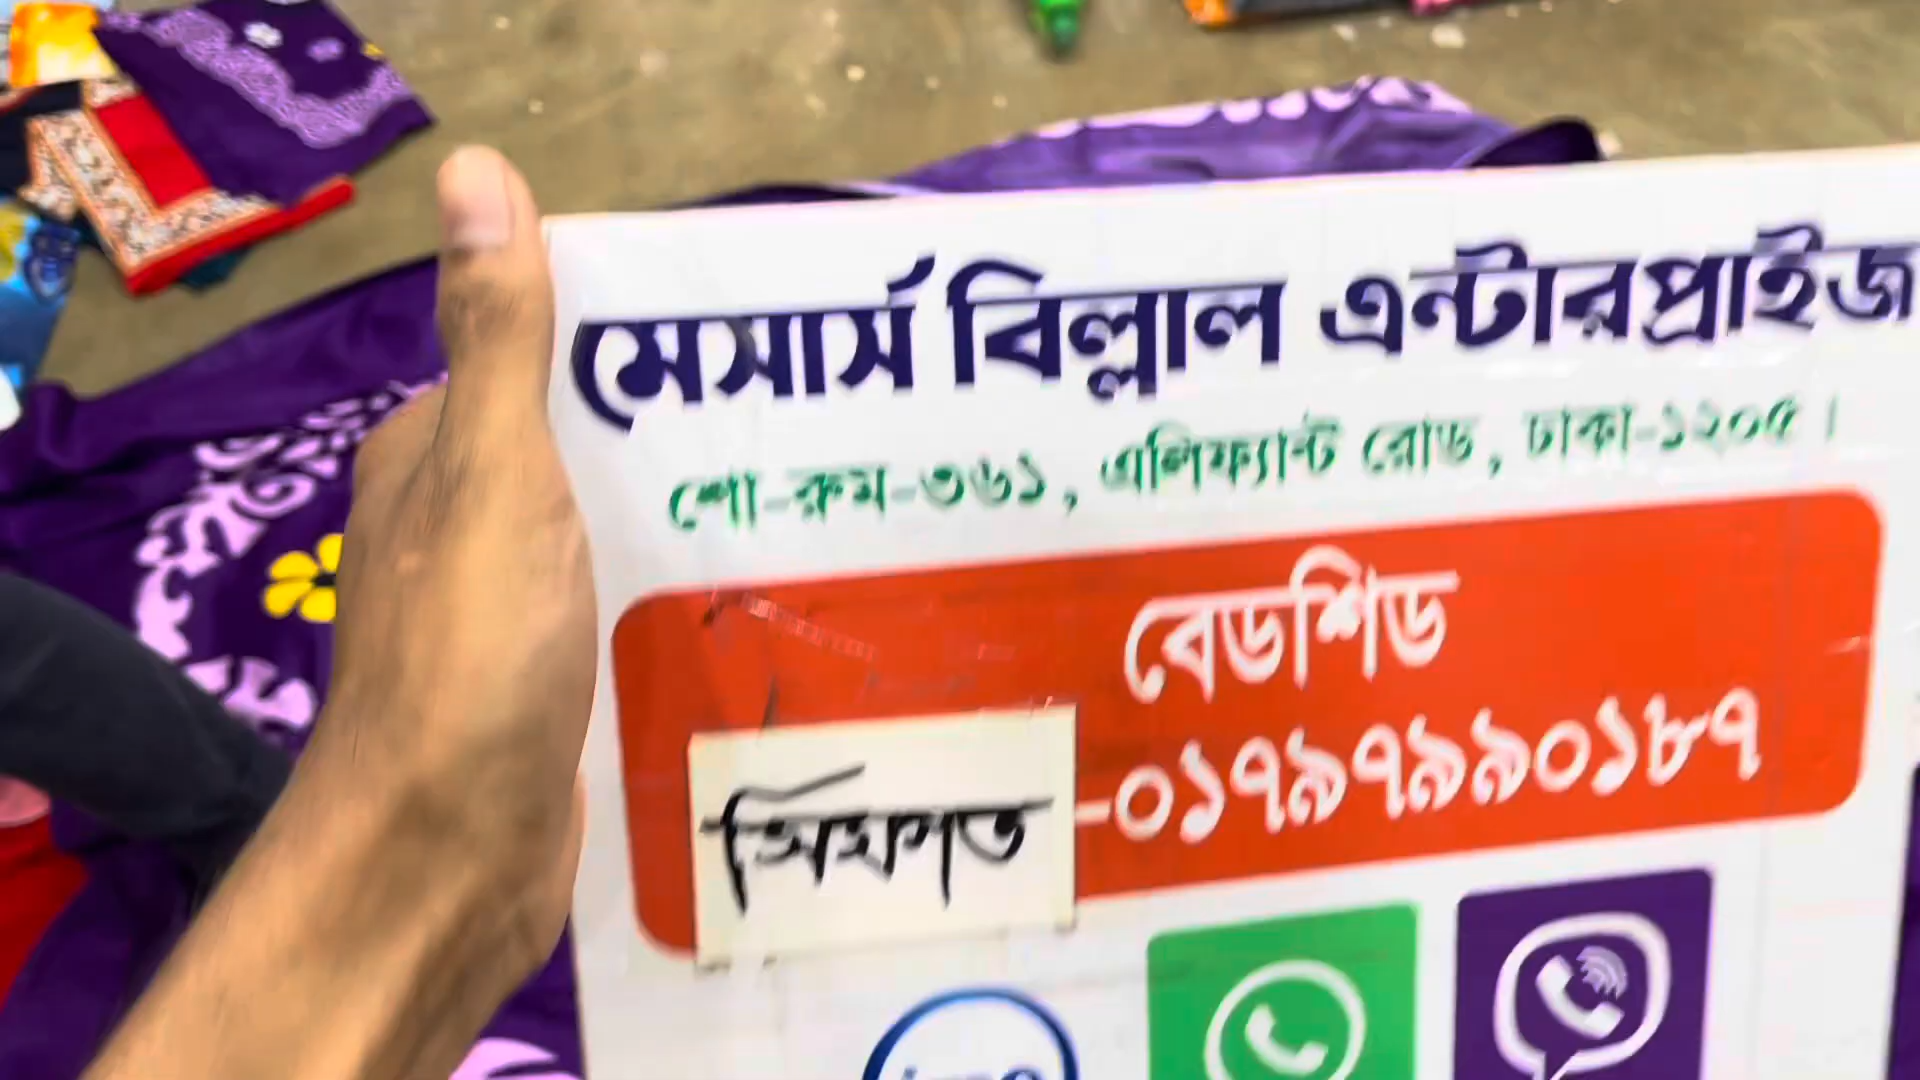 মেসার্স বিল্লাল এন্টারপ্রাইজ
শো-রুম-৩৬১, এলিফ্যান্ট রোড, ঢাকা-১২০৫।
বেডশিড
সিফাত -০১৭৯৭৯৯০১৮৭